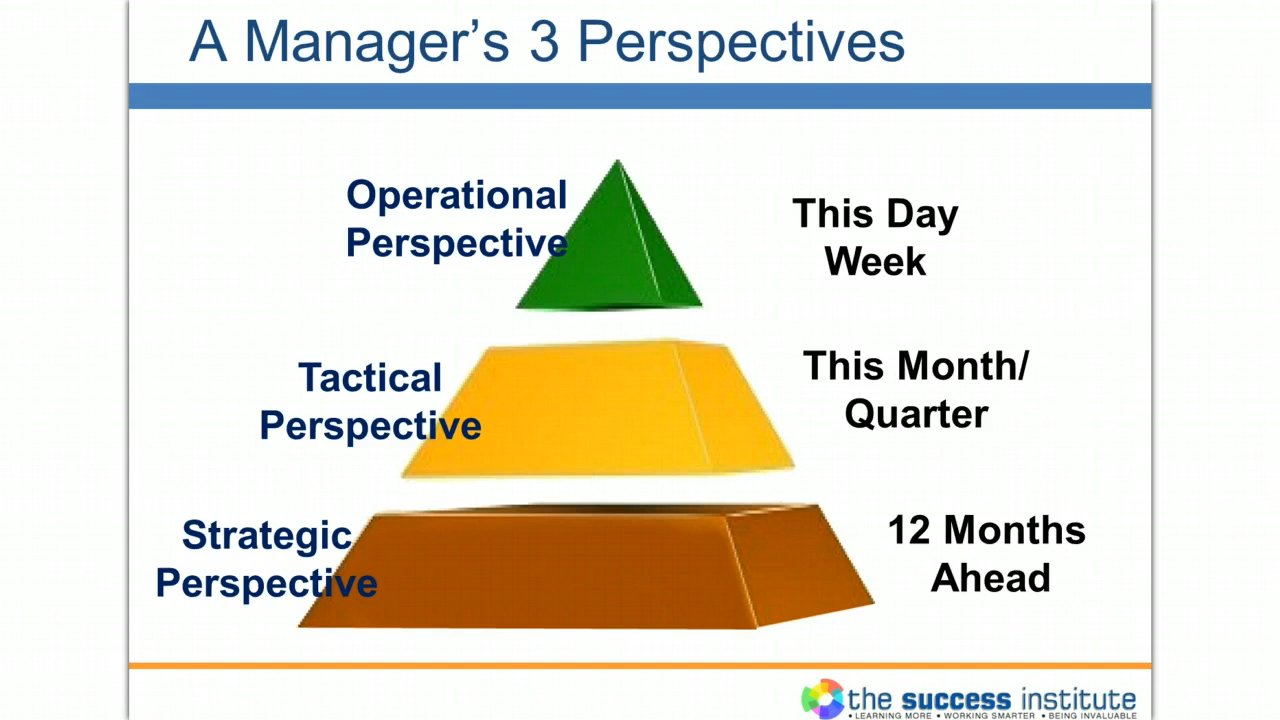 A Manager’s 3 Perspectives
Operational
Perspective
This Day
Week
Tactical
Perspective
This Month/
Quarter
Strategic
Perspective
12 Months
Ahead
the success institute
• LEARNING MORE • WORKING SMARTER • BEING INVALUABLE